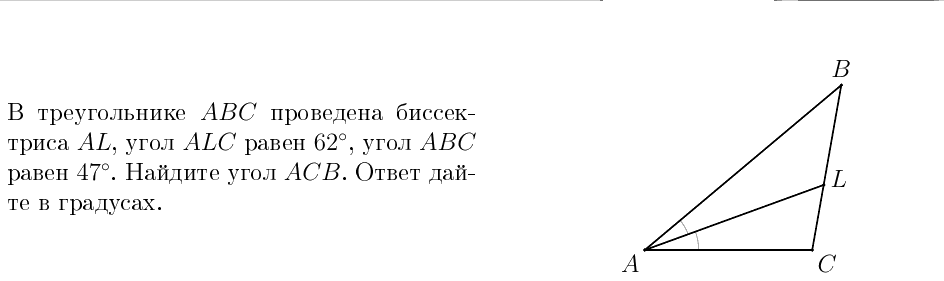 В треугольнике ABC проведена биссек-
триса AL, угол ALC равен 62°, угол ABC
равен 47°. Найдите угол ACB. Ответ дай-
те в градусах.
B
L
A
C